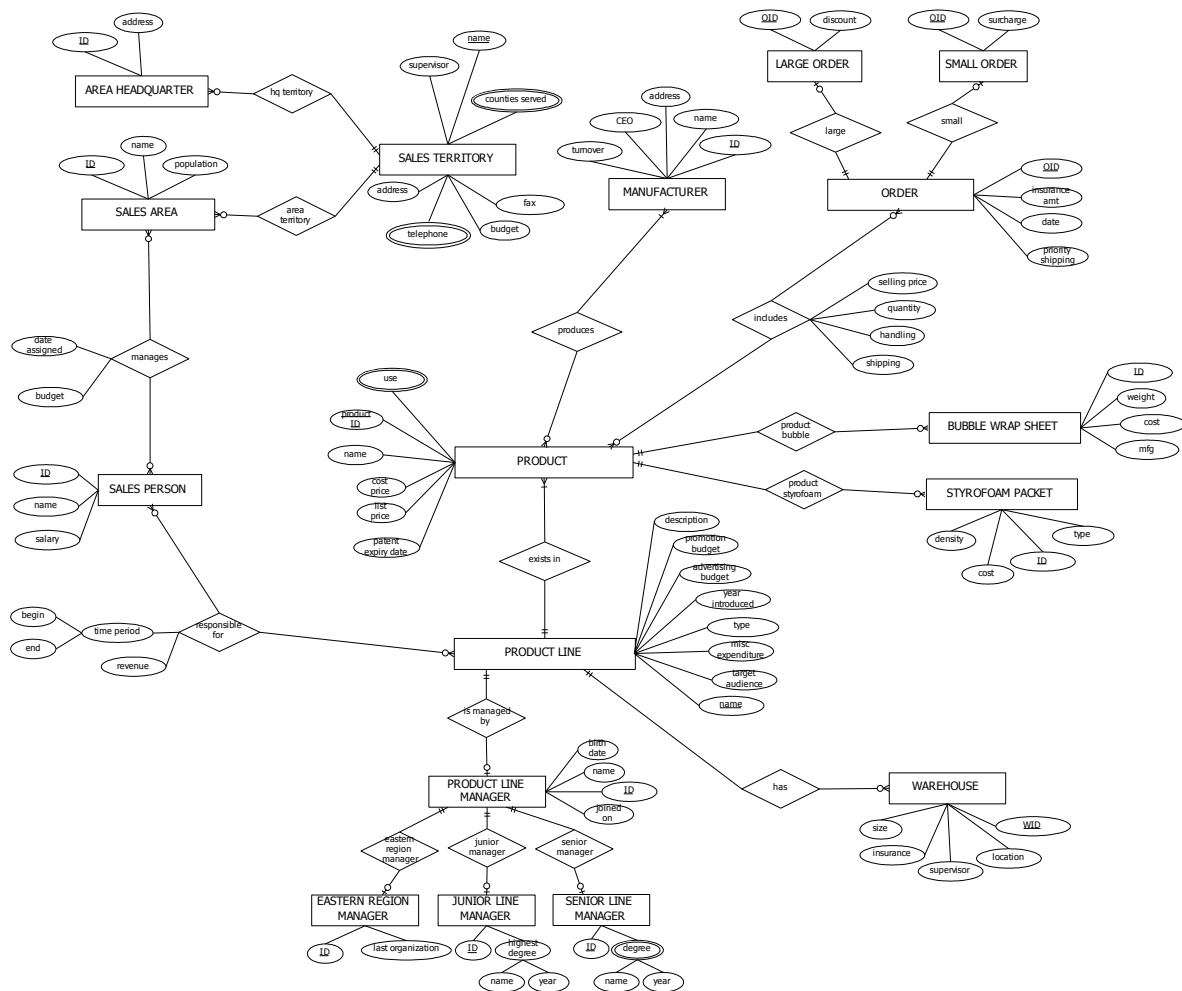 address
ID
AREA HEADQUARTER
hq territory
name
supervisor
counties served
SALES TERRITORY
address
fax
telephone
budget
name
ID
population
SALES AREA
area
territory
address
CEO
name
turnover
ID
MANUFACTURER
OID
discount
LARGE ORDER
large
OID
surcharge
SMALL ORDER
small
ORDER
OID
insurance
amt
date
priority
shipping
date
assigned
manages
budget
produces
includes
selling price
quantity
handling
shipping
use
product
ID
name
cost
price
list
price
patent
expiry date
PRODUCT
product
bubble
BUBBLE WRAP SHEET
ID
weight
cost
mfg
product
styrofoam
STYROFOAM PACKET
density
cost
ID
type
ID
name
salary
SALES PERSON
exists in
description
promotion
budget
advertising
budget
year
introduced
type
misc
expenditure
target
audience
name
begin
end
time period
revenue
responsible
for
PRODUCT LINE
is managed
by
birth
date
name
ID
joined
on
PRODUCT LINE
MANAGER
has
WAREHOUSE
size
insurance
supervisor
location
WID
eastern
region
manager
junior
manager
senior
manager
EASTERN REGION
MANAGER
JUNIOR LINE
MANAGER
SENIOR LINE
MANAGER
ID
last organization
ID
highest
degree
name
year
ID
degree
name
year